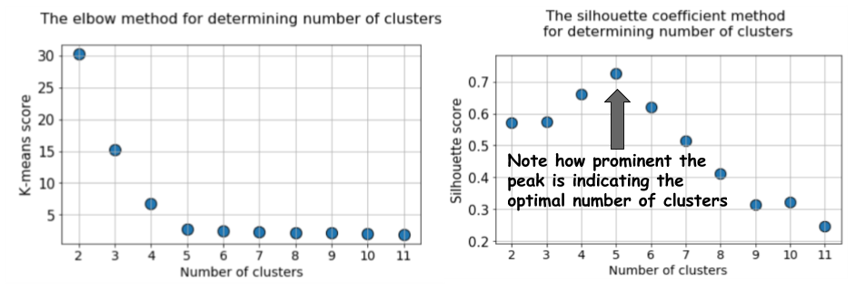 The elbow method for determining number of clusters
K-means score
30
25
20
15
10
5
2 3 4 5 6 7 8 9 10 11
Number of clusters
The silhouette coefficient method
for determining number of clusters
Silhouette score
0.7
0.6
0.5
0.4
0.3
0.2
Note how prominent the
peak is indicating the
optimal number of clusters
2 3 4 5 6 7 8 9 10 11
Number of clusters